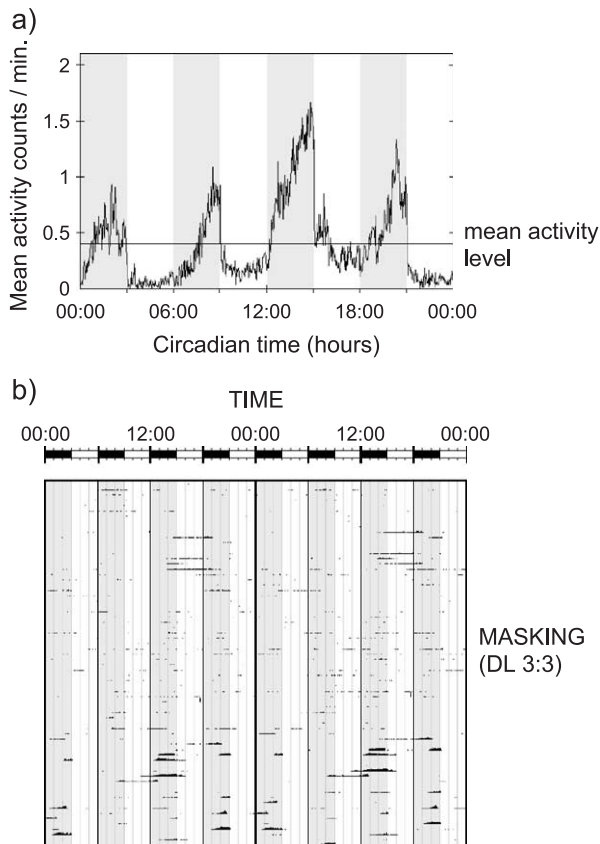 a)
Mean activity counts / min.
2
1.5
1
0.5
0
mean activity
level
00:00 06:00 12:00 18:00 00:00
Circadian time (hours)
b)
TIME
00:00 12:00 00:00 12:00 00:00
MASKING
(DL 3:3)